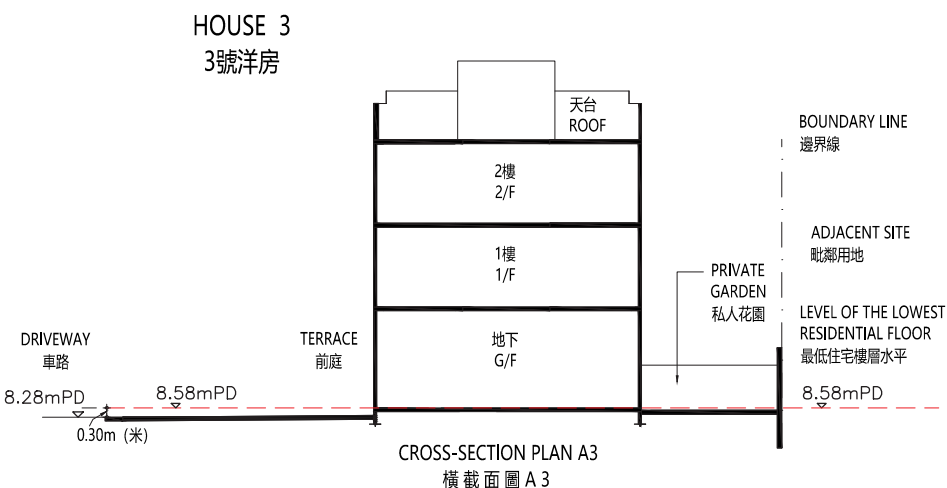 HOUSE 3
3號洋房
天台
ROOF
BOUNDARY LINE
邊界線
2樓
2/F
ADJACENT SITE
毗鄰用地
1樓
1/F
PRIVATE
GARDEN
私人花園
LEVEL OF THE LOWEST
RESIDENTIAL FLOOR
最低住宅樓層水平
DRIVEWAY
車路
TERRACE
前庭
地下
G/F
8.28mPD
8.58mPD
8.58mPD
0.30m (米)
CROSS-SECTION PLAN A3
橫截面圖A3